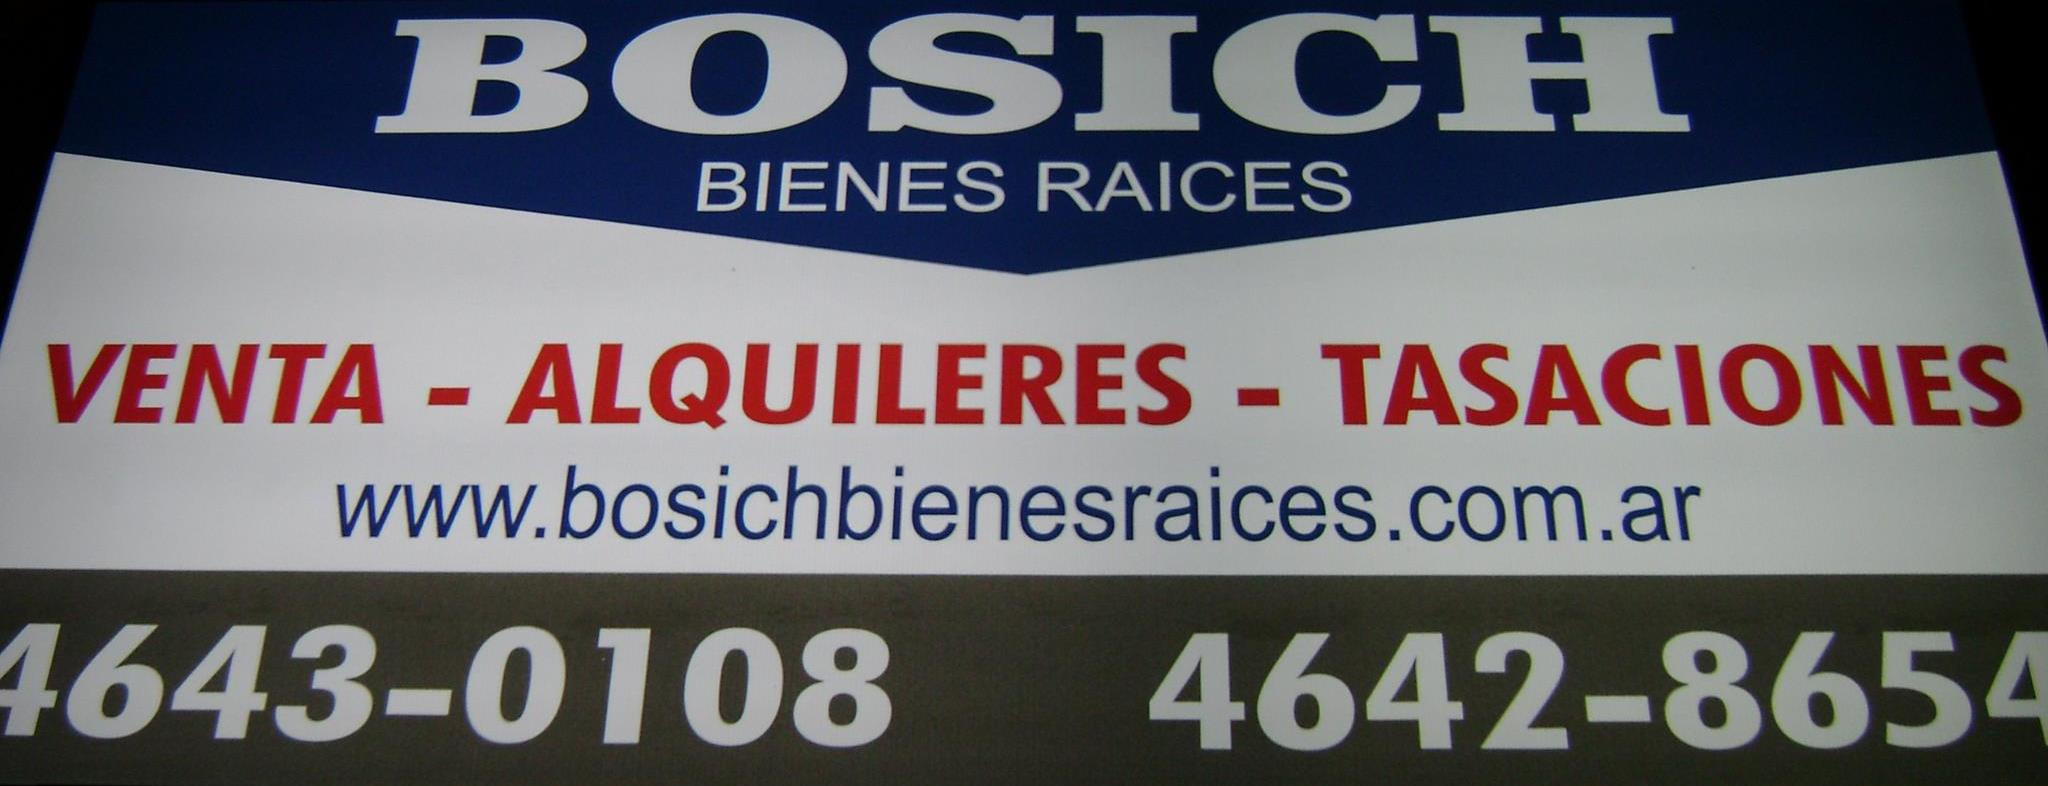 BOSICH
BIENES RAICES
VENTA - ALQUILERES - TASACIONES
www.bosichbienesraices.com.ar
4643-0108 4642-8654